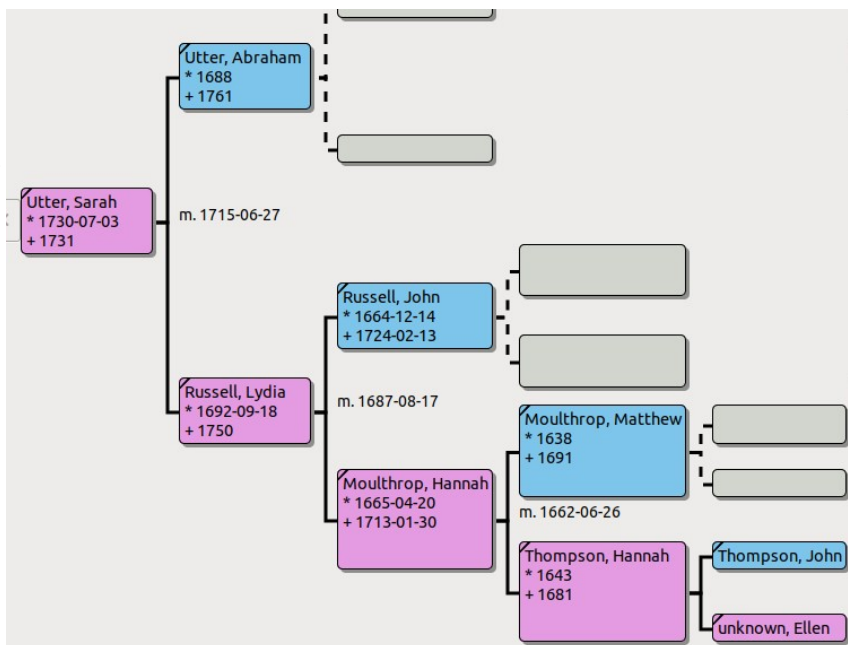 Utter, Abraham
* 1688
+ 1761
Utter, Sarah
* 1730-07-03
+ 1731
m. 1715-06-27
Russell, John
* 1664-12-14
+ 1724-02-13
Russell, Lydia
* 1692-09-18
+ 1750
m. 1687-08-17
Moulthrop, Matthew
* 1638
+ 1691
Moulthrop, Hannah
* 1665-04-20
+ 1713-01-30
m. 1662-06-26
Thompson, Hannah
* 1643
+ 1681
Thompson, John
unknown, Ellen